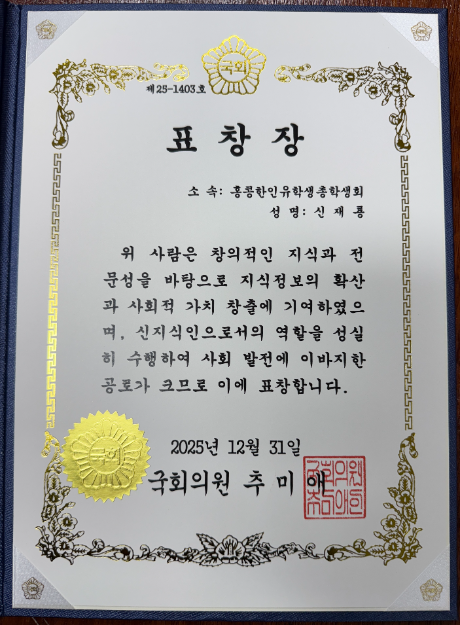 국회
제25-1403호
표창장
소 속: 홍콩한인유학생총학생회
성 명: 신재룡
위 사람은 창의적인 지식과 전
문성을 바탕으로 지식정보의 확산
과 사회적 가치 창출에 기여하였으
며, 신지식인으로서의 역할을 성실
히 수행하여 사회 발전에 이바지한
공로가 크므로 이에 표창합니다.
2025년 12월 31일
국회의원 추미애
국회